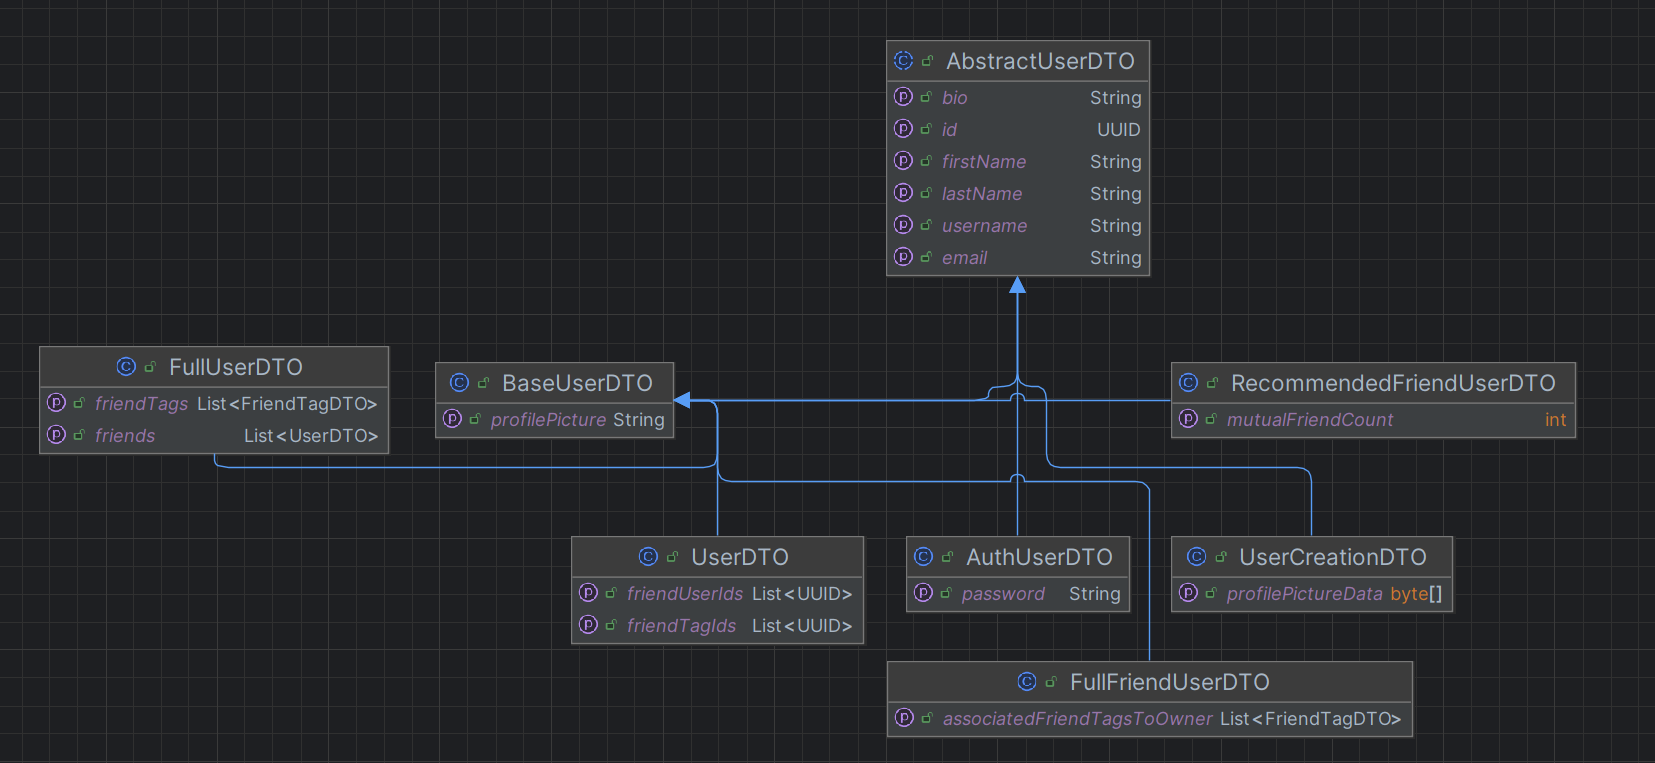 AbstractUserDTO
bio String
id UUID
firstName String
lastName String
username String
email String
FullUserDTO
friendTags List<FriendTagDTO>
friends List<UserDTO>
BaseUserDTO
profilePicture String
RecommendedFriendUserDTO
mutualFriendCount int
UserDTO
friendUserIds List<UUID>
friendTagIds List<UUID>
AuthUserDTO
password String
UserCreationDTO
profilePictureData byte[]
FullFriendUserDTO
associatedFriendTagsToOwner List<FriendTagDTO>